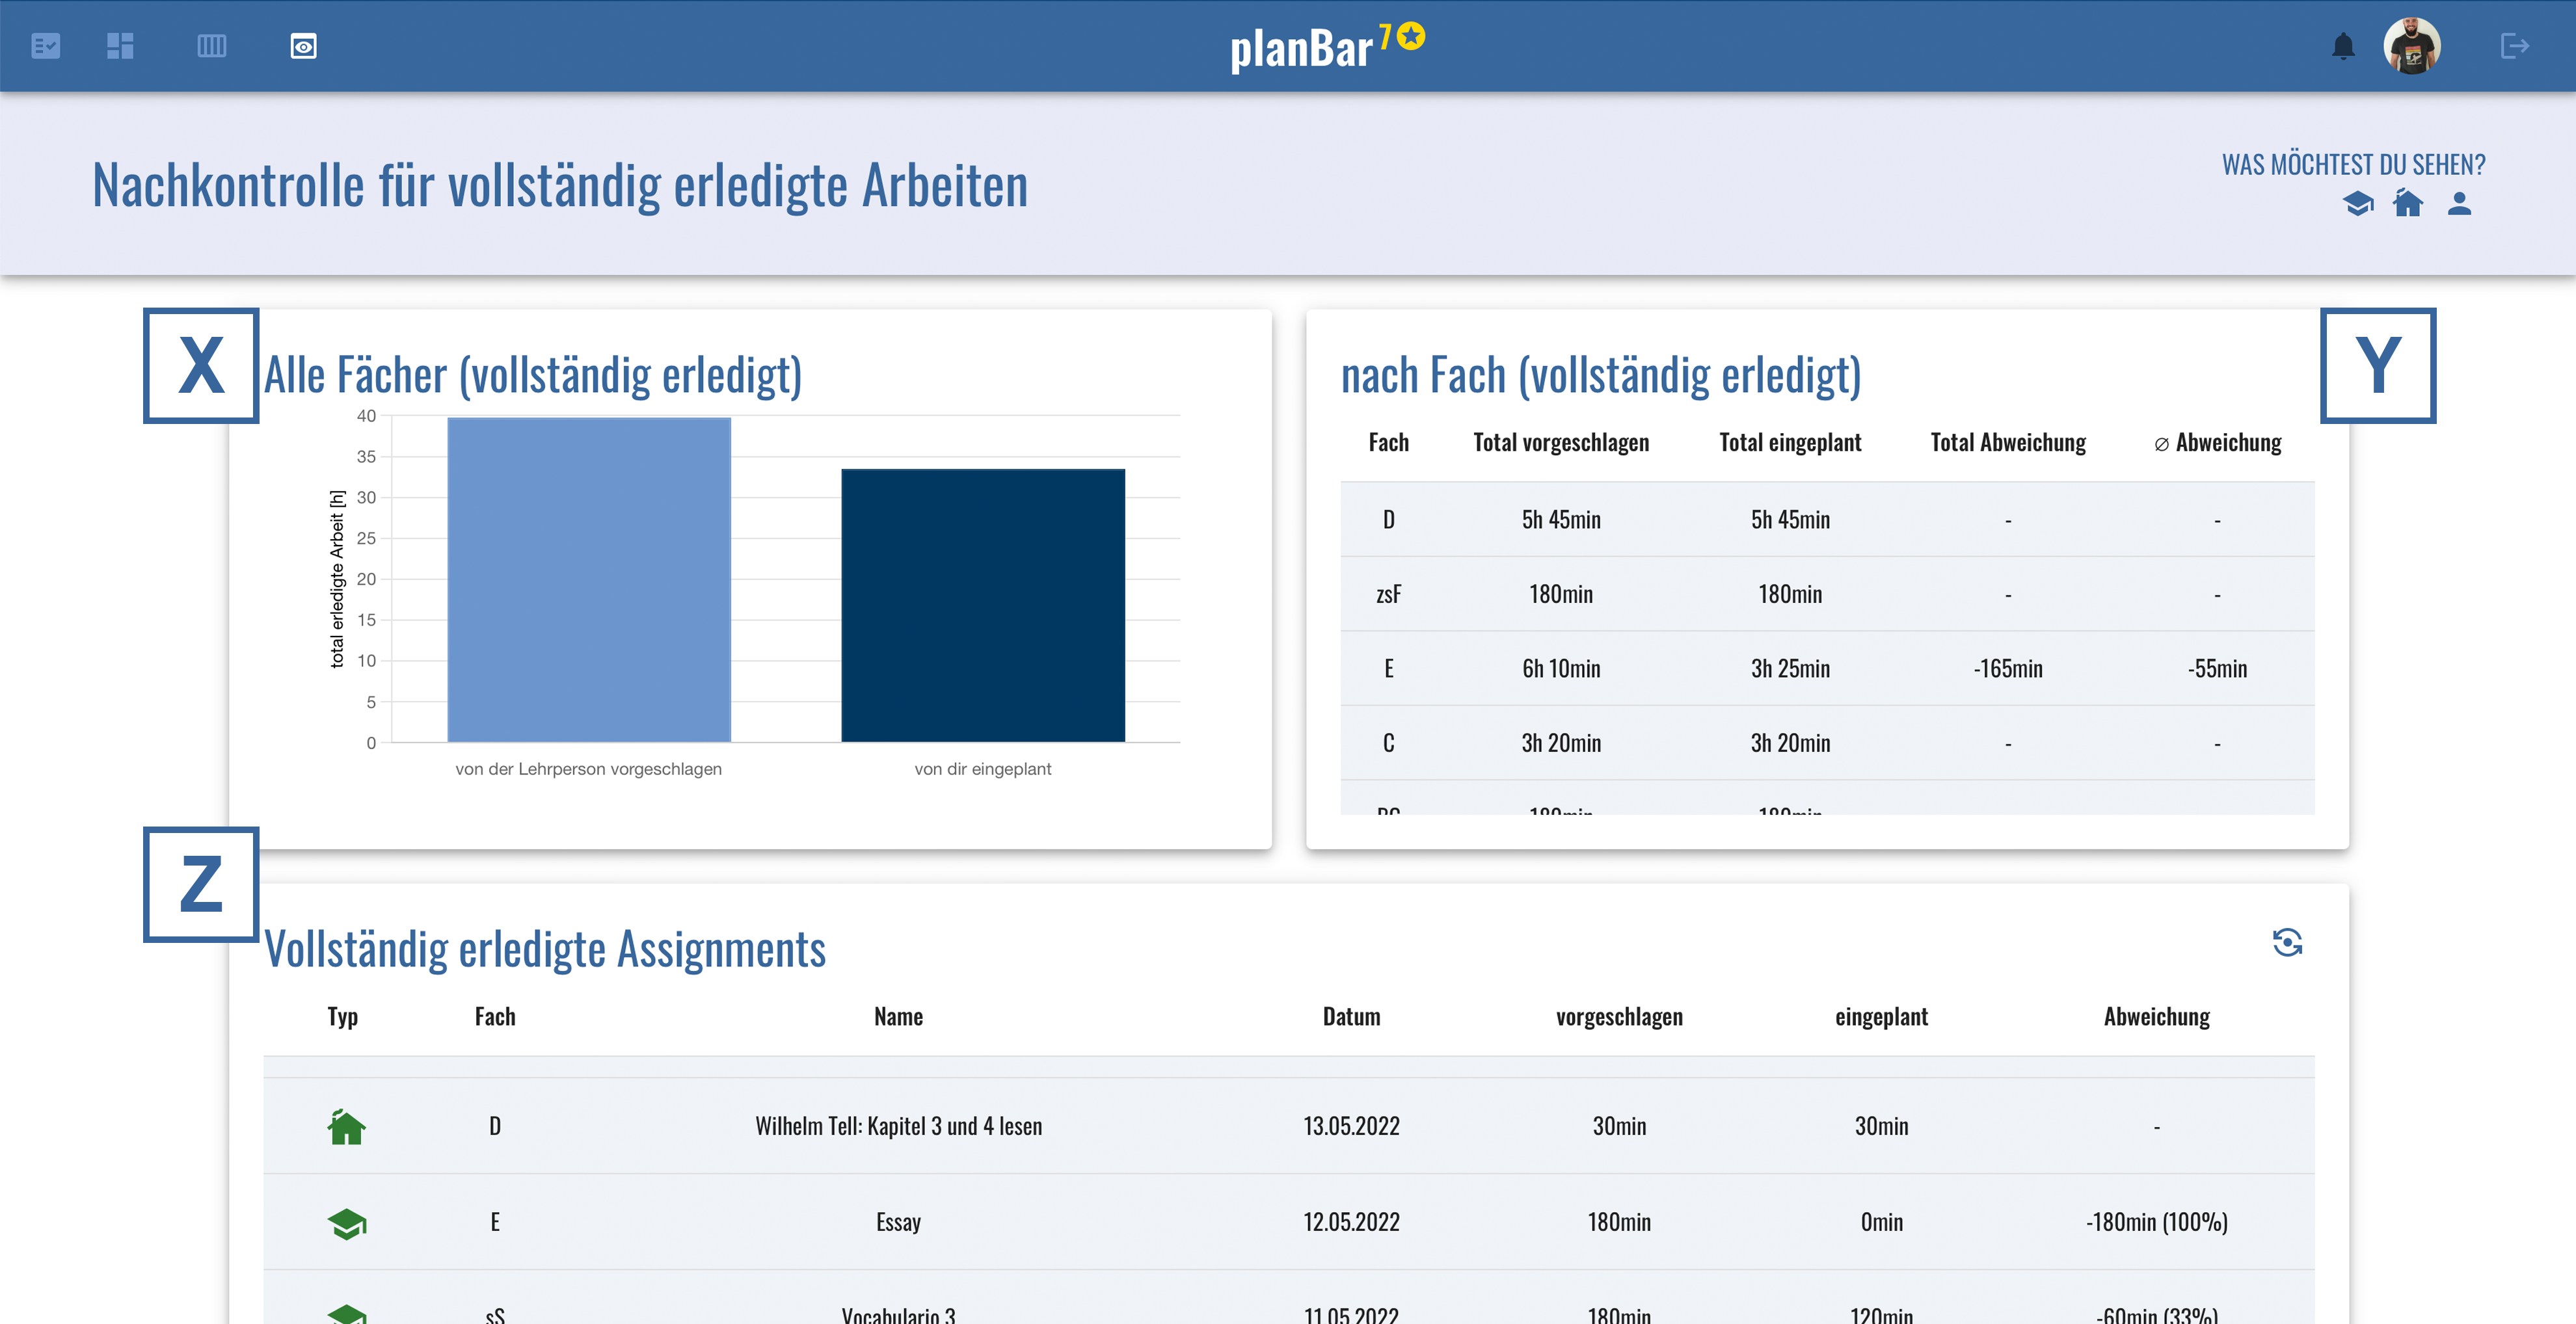 planBar 7
Nachkontrolle für vollständig erledigte Arbeiten
WAS MÖCHTEST DU SEHEN?
X
Alle Fächer (vollständig erledigt)
total erledigte Arbeit [h]
40
35
30
25
20
15
10
5
0
von der Lehrperson vorgeschlagen von dir eingeplant
Y
nach Fach (vollständig erledigt)
Fach Total vorgeschlagen Total eingeplant Total Abweichung ∅ Abweichung
D 5h 45min 5h 45min - -
zsF 180min 180min - -
E 6h 10min 3h 25min -165min -55min
C 3h 20min 3h 20min - -
180min 180min
Z
Vollständig erledigte Assignments
Typ Fach Name Datum vorgeschlagen eingeplant Abweichung
D Wilhelm Tell: Kapitel 3 und 4 lesen 13.05.2022 30min 30min -
E Essay 12.05.2022 180min 0min -180min (100%)
sS Vocabulario 3 11.05.2022 180min 120min -60min (33%)